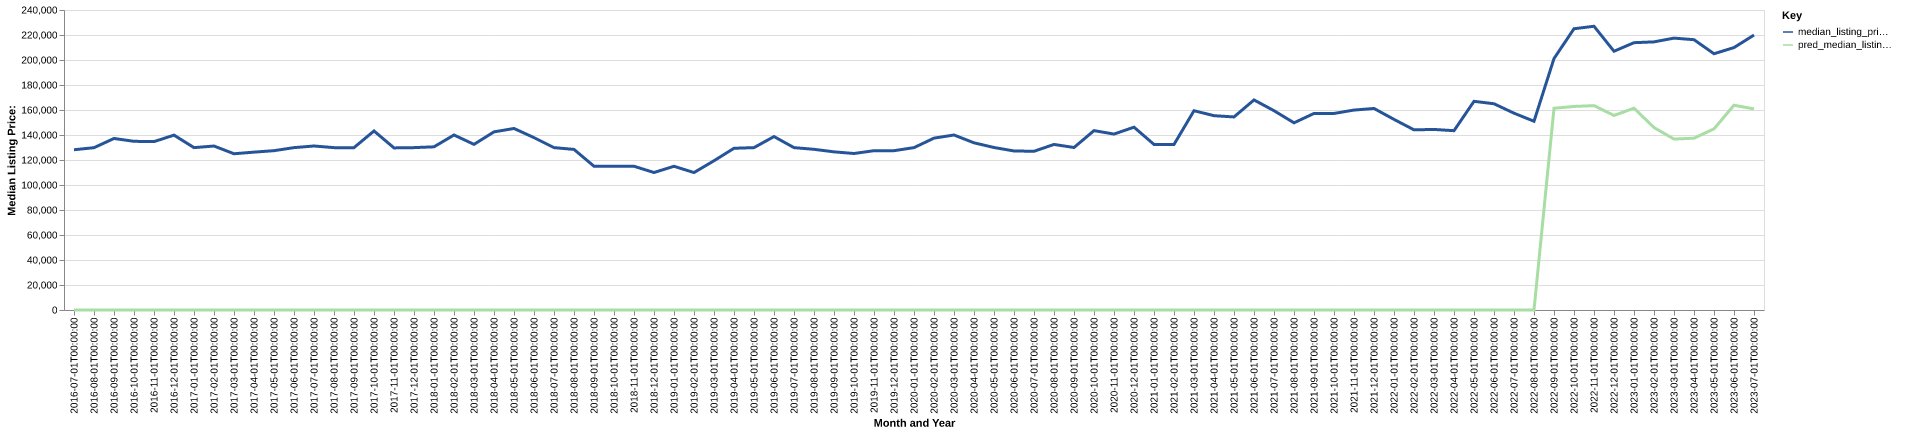 240,000
220,000
200,000
180,000
160,000
140,000
120,000
100,000
80,000
60,000
40,000
20,000
0
Median Listing Price:
2016-07-01T00:00:00
2016-08-01T00:00:00
2016-09-01T00:00:00
2016-10-01T00:00:00
2016-11-01T00:00:00
2016-12-01T00:00:00
2017-01-01T00:00:00
2017-02-01T00:00:00
2017-03-01T00:00:00
2017-04-01T00:00:00
2017-05-01T00:00:00
2017-06-01T00:00:00
2017-07-01T00:00:00
2017-08-01T00:00:00
2017-09-01T00:00:00
2017-10-01T00:00:00
2017-11-01T00:00:00
2017-12-01T00:00:00
2018-01-01T00:00:00
2018-02-01T00:00:00
2018-03-01T00:00:00
2018-04-01T00:00:00
2018-05-01T00:00:00
2018-06-01T00:00:00
2018-07-01T00:00:00
2018-08-01T00:00:00
2018-09-01T00:00:00
2018-10-01T00:00:00
2018-11-01T00:00:00
2018-12-01T00:00:00
2019-01-01T00:00:00
2019-02-01T00:00:00
2019-03-01T00:00:00
2019-04-01T00:00:00
2019-05-01T00:00:00
2019-06-01T00:00:00
2019-07-01T00:00:00
2019-08-01T00:00:00
2019-09-01T00:00:00
2019-10-01T00:00:00
2019-11-01T00:00:00
2019-12-01T00:00:00
2020-01-01T00:00:00
2020-02-01T00:00:00
2020-03-01T00:00:00
2020-04-01T00:00:00
2020-05-01T00:00:00
2020-06-01T00:00:00
2020-07-01T00:00:00
2020-08-01T00:00:00
2020-09-01T00:00:00
2020-10-01T00:00:00
2020-11-01T00:00:00
2020-12-01T00:00:00
2021-01-01T00:00:00
2021-02-01T00:00:00
2021-03-01T00:00:00
2021-04-01T00:00:00
2021-05-01T00:00:00
2021-06-01T00:00:00
2021-07-01T00:00:00
2021-08-01T00:00:00
2021-09-01T00:00:00
2021-10-01T00:00:00
2021-11-01T00:00:00
2021-12-01T00:00:00
2022-01-01T00:00:00
2022-02-01T00:00:00
2022-03-01T00:00:00
2022-04-01T00:00:00
2022-05-01T00:00:00
2022-06-01T00:00:00
2022-07-01T00:00:00
2022-08-01T00:00:00
2022-09-01T00:00:00
2022-10-01T00:00:00
2022-11-01T00:00:00
2022-12-01T00:00:00
2023-01-01T00:00:00
2023-02-01T00:00:00
2023-03-01T00:00:00
2023-04-01T00:00:00
2023-05-01T00:00:00
2023-06-01T00:00:00
2023-07-01T00:00:00
Month and Year
Key
median_listing_pri…
pred_median_listin…